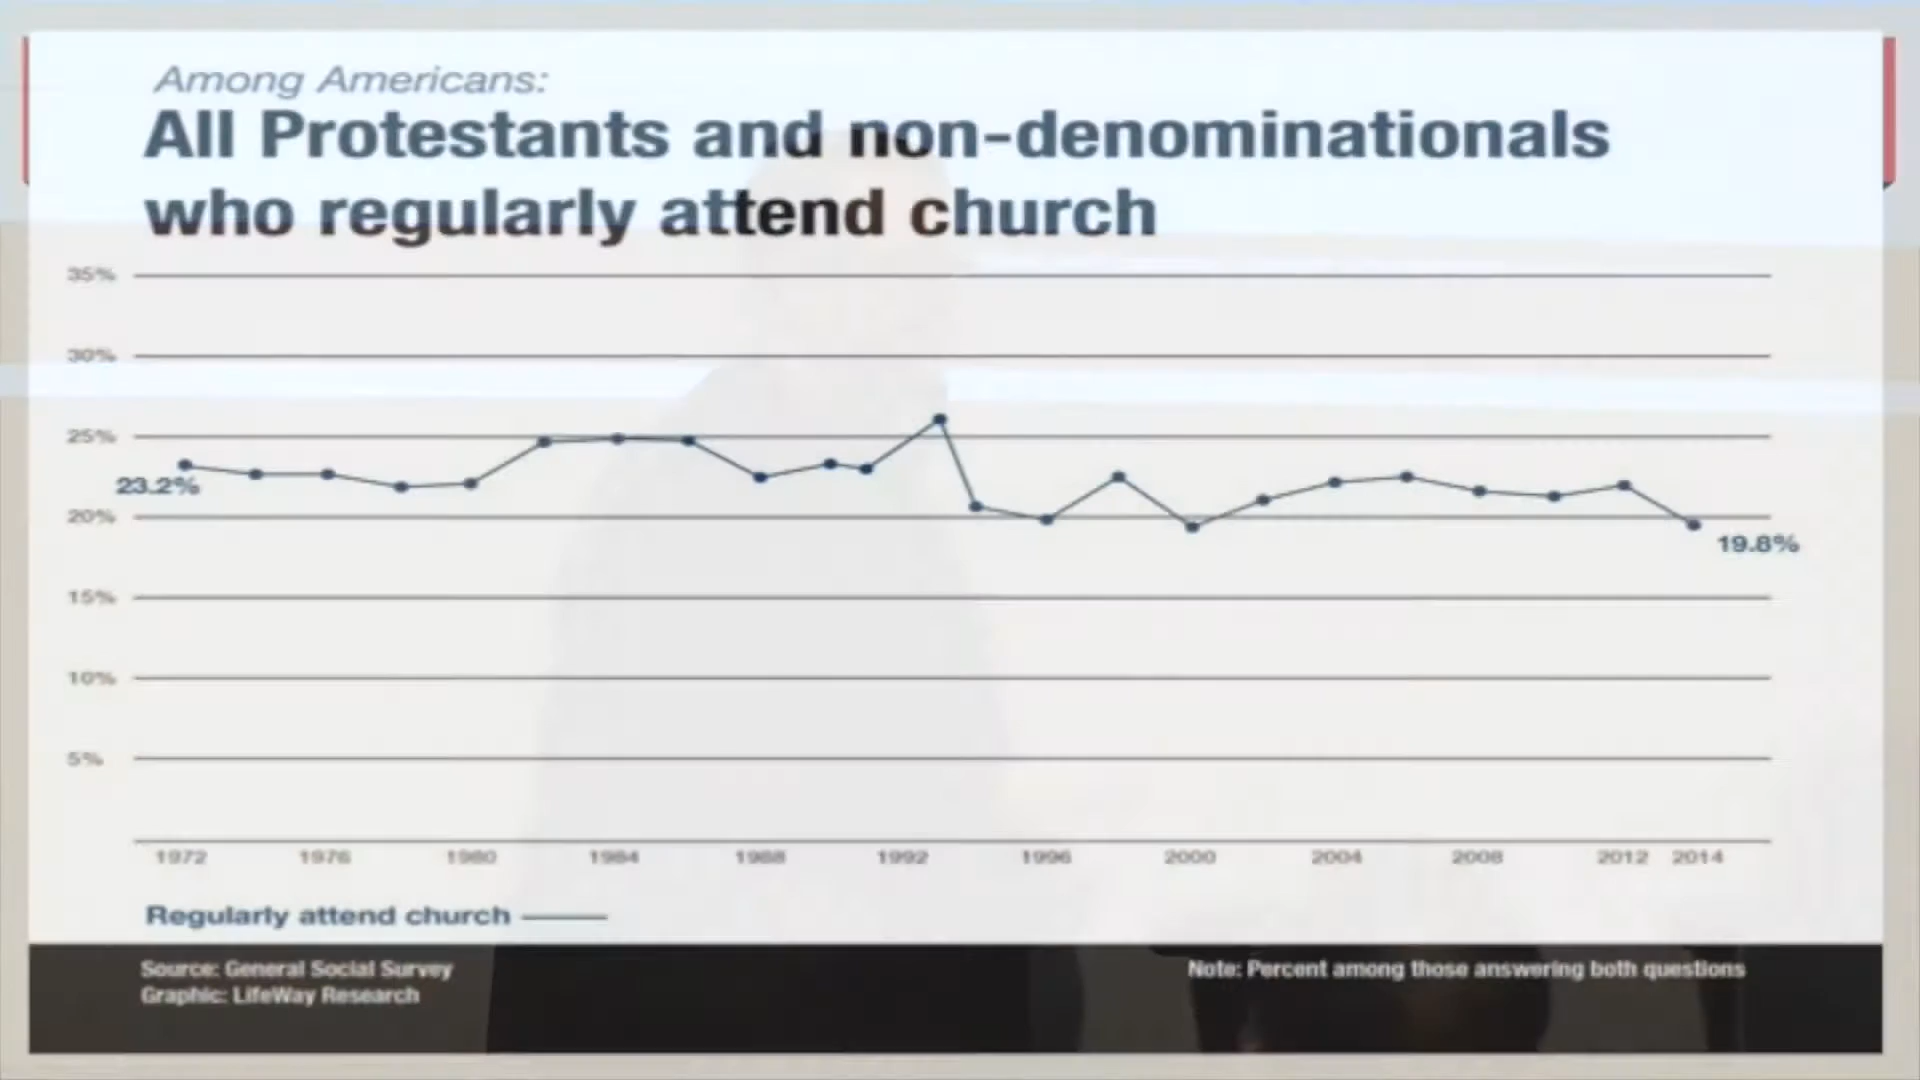 Among Americans:
All Protestants and non-denominationals
who regularly attend church
35%
30%
25%
23.2%
20%
19.8%
15%
10%
5%
1972 1976 1980 1984 1988 1992 1996 2000 2004 2008 2012 2014
Regularly attend church
Source: General Social Survey
Graphic: LifeWay Research
Note: Percent among those answering both questions